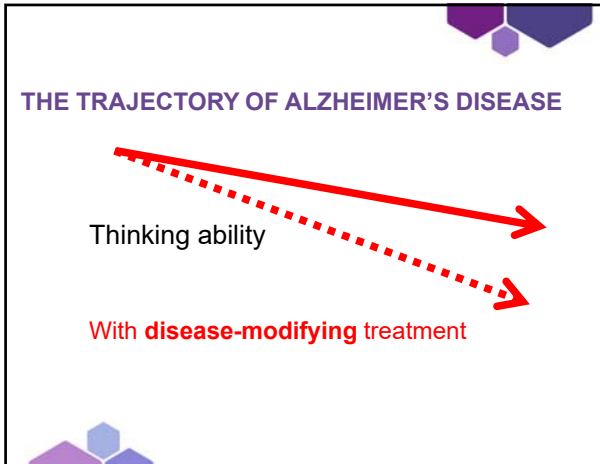 THE TRAJECTORY OF ALZHEIMER’S DISEASE
Thinking ability
With disease-modifying treatment